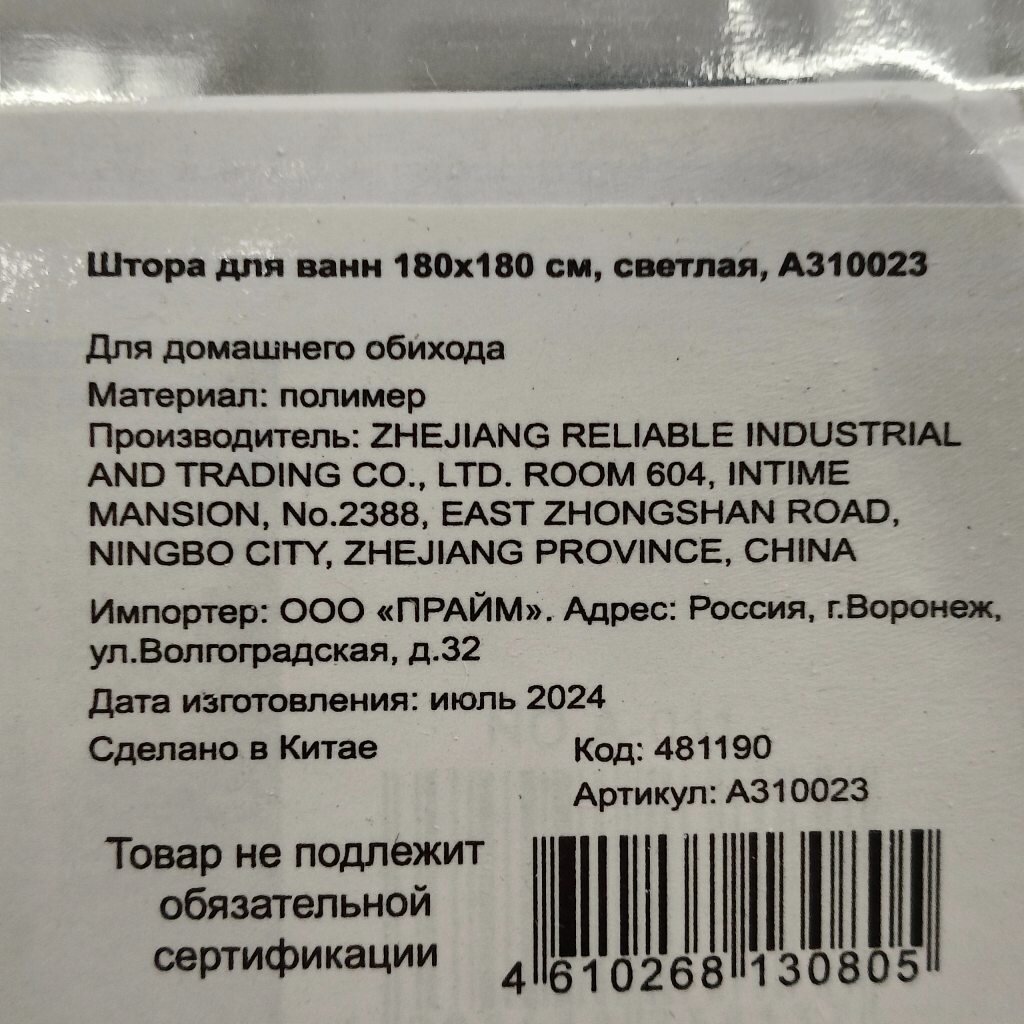 Штора для ванн 180х180 см, светлая, А310023
Для домашнего обихода
Материал: полимер
Производитель: ZHEJIANG RELIABLE INDUSTRIAL
AND TRADING CO., LTD. ROOM 604, INTIME
MANSION, No.2388, EAST ZHONGSHAN ROAD,
NINGBO CITY, ZHEJIANG PROVINCE, CHINA
Импортер: ООО «ПРАЙМ». Адрес: Россия, г.Воронеж,
ул.Волгоградская, д.32
Дата изготовления: июль 2024
Сделано в Китае
Код: 481190
Артикул: А310023
Товар не подлежит
обязательной
сертификации
4 610268 130805